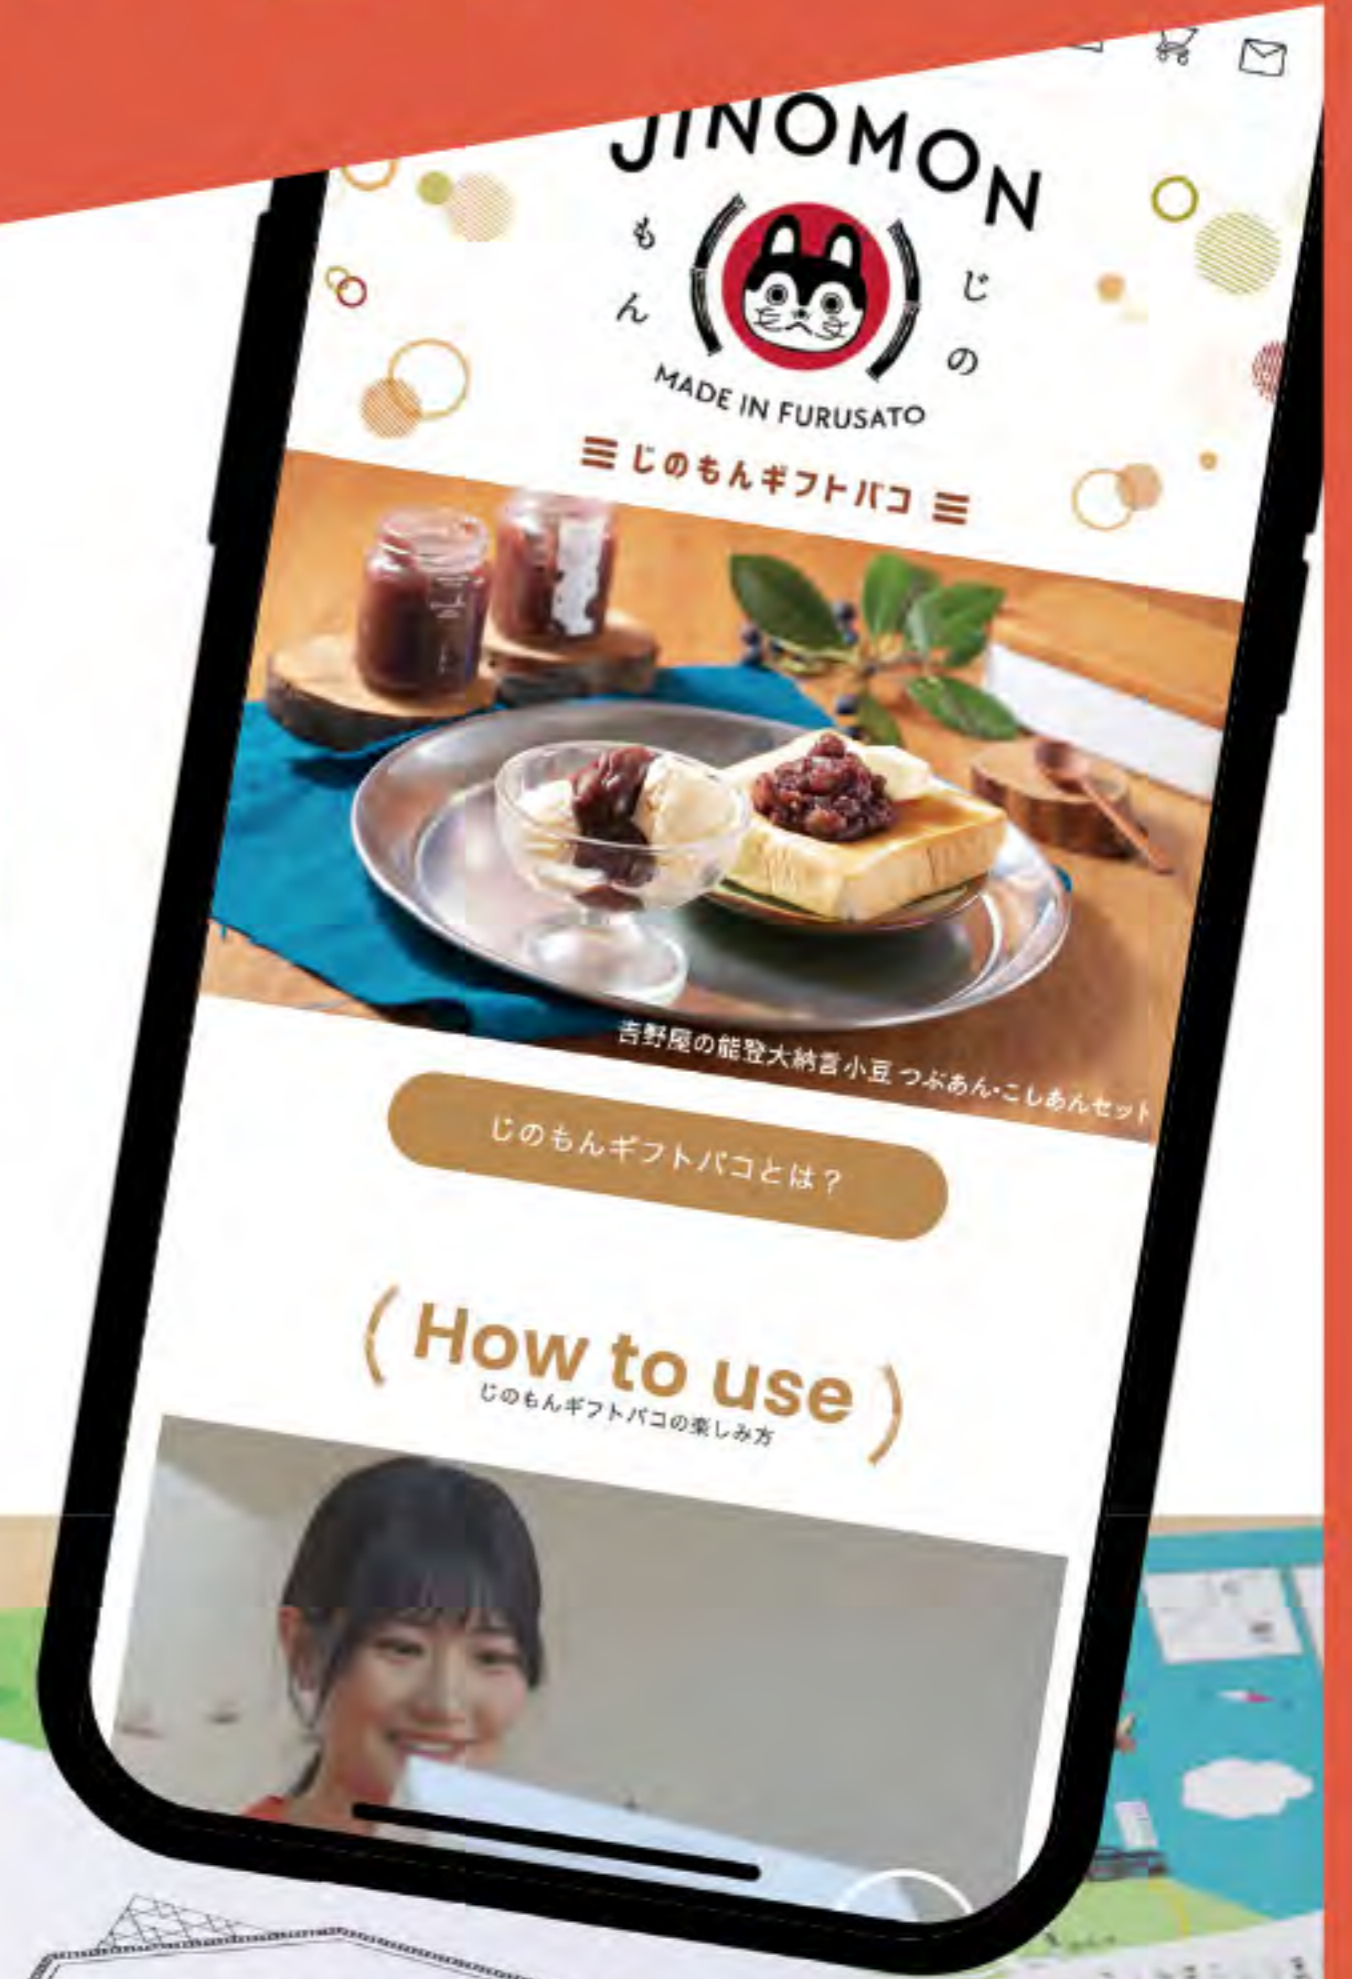 JINOMON
じの
もん
MADE IN FURUSATO
じのもんギフトバコ
吉野屋の能登大納言小豆 つぶあん・こしあんセット
じのもんギフトバコとは？
How to use
じのもんギフトバコの楽しみ方